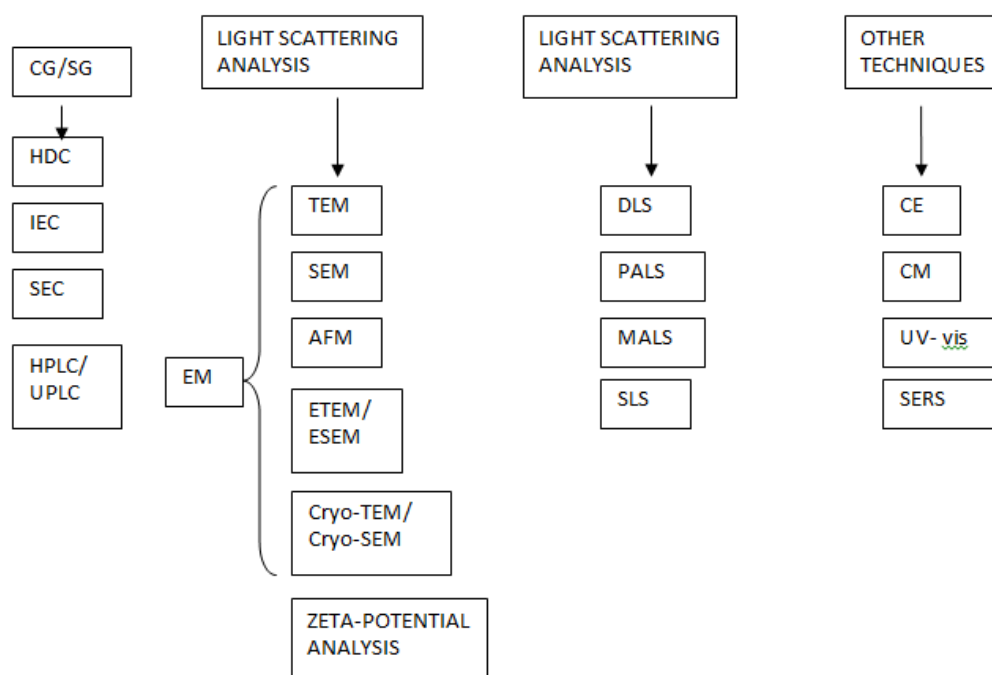 CG/SG
HDC
IEC
SEC
HPLC/
UPLC
LIGHT SCATTERING
ANALYSIS
EM
TEM
SEM
AFM
ETEM/
ESEM
Cryo-TEM/
Cryo-SEM
ZETA-POTENTIAL
ANALYSIS
LIGHT SCATTERING
ANALYSIS
DLS
PALS
MALS
SLS
OTHER
TECHNIQUES
CE
CM
UV- vis
SERS